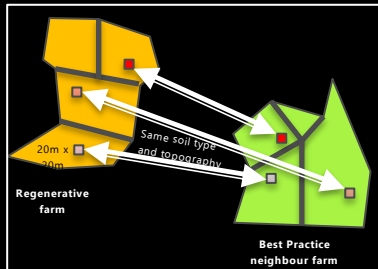 20m x
20m
Same soil type
and topography
Regenerative
farm
Best Practice
neighbour farm